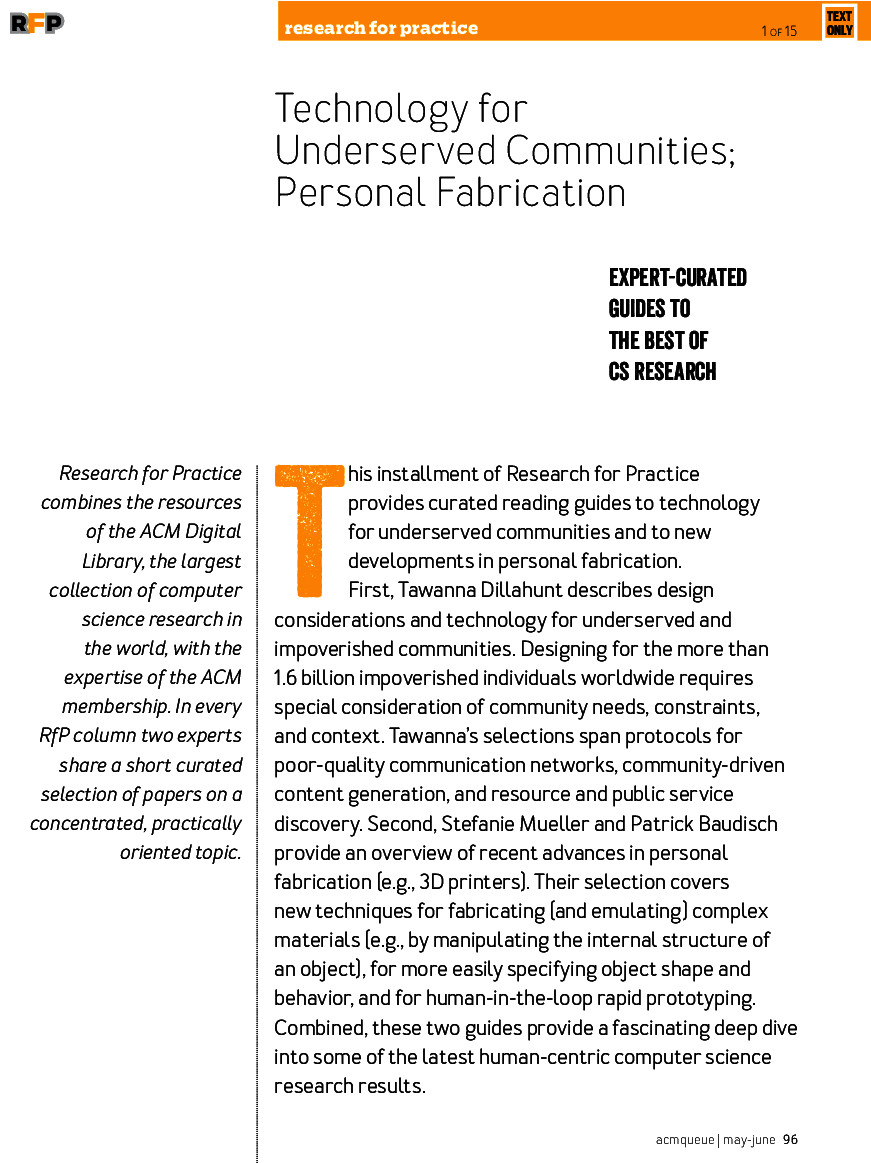 RFP
research for practice
1 OF 15
TEXT
ONLY
Technology for
Underserved Communities;
Personal Fabrication
EXPERT-CURATED
GUIDES TO
THE BEST OF
CS RESEARCH
Research for Practice
combines the resources
of the ACM Digital
Library, the largest
collection of computer
science research in
the world, with the
expertise of the ACM
membership. In every
RfP column two experts
share a short curated
selection of papers on a
concentrated, practically
oriented topic.
This installment of Research for Practice
provides curated reading guides to technology
for underserved communities and to new
developments in personal fabrication.
First, Tawanna Dillahunt describes design
considerations and technology for underserved and
impoverished communities. Designing for the more than
1.6 billion impoverished individuals worldwide requires
special consideration of community needs, constraints,
and context. Tawanna's selections span protocols for
poor-quality communication networks, community-driven
content generation, and resource and public service
discovery. Second, Stefanie Mueller and Patrick Baudisch
provide an overview of recent advances in personal
fabrication (e.g., 3D printers). Their selection covers
new techniques for fabricating (and emulating) complex
materials (e.g., by manipulating the internal structure of
an object), for more easily specifying object shape and
behavior, and for human-in-the-loop rapid prototyping.
Combined, these two guides provide a fascinating deep dive
into some of the latest human-centric computer science
research results.
acmqueue | may-june 96